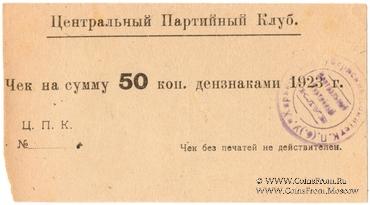 Центральный Партийный Клуб.
Чек на сумму 50 коп. дензнаками 1923 г.
Ц. П. К.
№
Чек без печатей не действителен.
© www.CoinsFrom.Ru
© CoinsFrom.Moscow